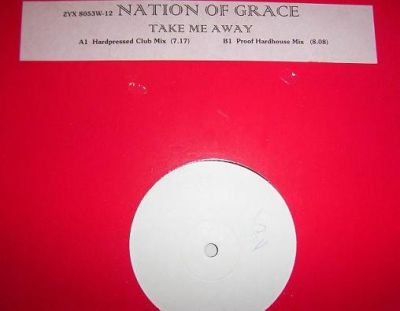 ZYX 8053W-12 NATION OF GRACE
TAKE ME AWAY
A1 Hardpressed Club Mix (7.17) B1 Proof Hardhouse Mix (8.08)